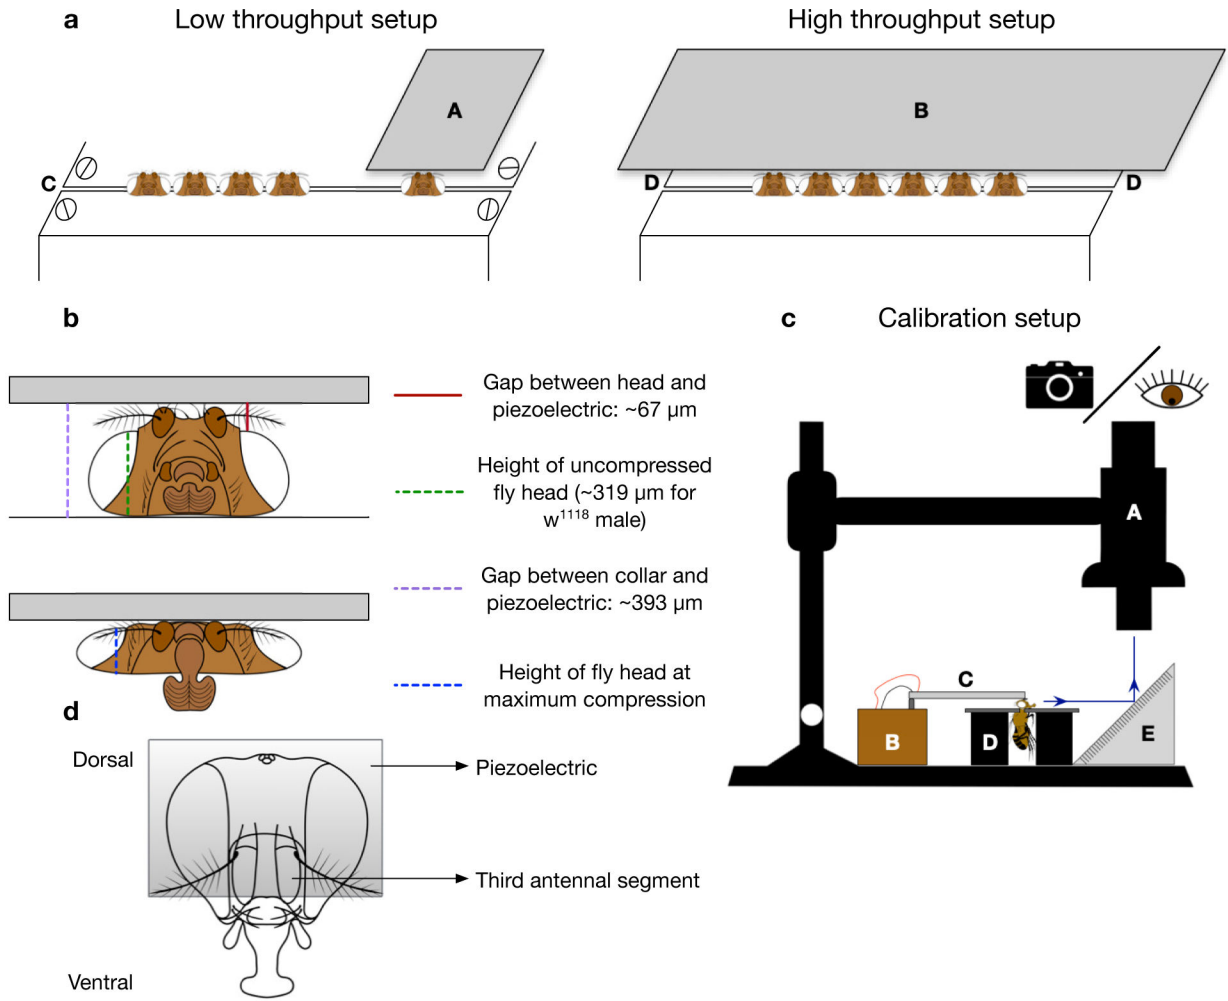 a
Low throughput setup
High throughput setup
A
B
C
D
D
b
Gap between head and
piezoelectric: ~67 µm
Height of uncompressed
fly head (~319 µm for
w1118 male)
Gap between collar and
piezoelectric: ~393 µm
Height of fly head at
maximum compression
c
Calibration setup
A
C
B
D
E
d
Dorsal
Piezoelectric
Third antennal segment
Ventral